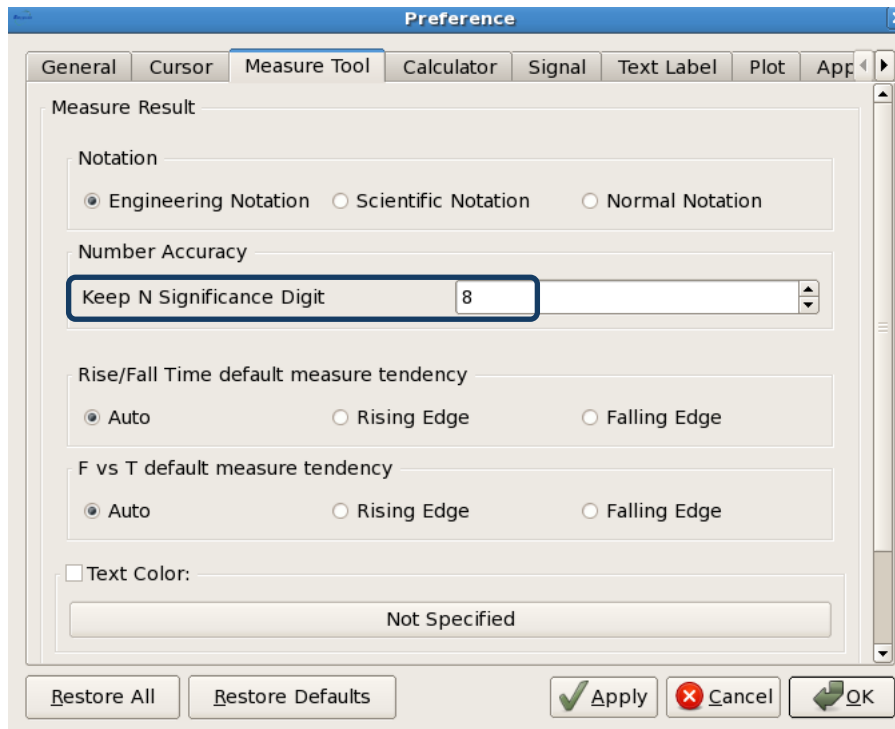 Preference
General Cursor Measure Tool Calculator Signal Text Label Plot App
Measure Result
Notation
Engineering Notation Scientific Notation Normal Notation
Number Accuracy
Keep N Significance Digit 8
Rise/Fall Time default measure tendency
Auto Rising Edge Falling Edge
F vs T default measure tendency
Auto Rising Edge Falling Edge
Text Color:
Not Specified
Restore All Restore Defaults Apply Cancel OK